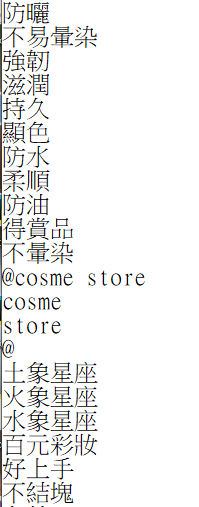 防曬
不易暈染
強韌
滋潤
持久
顯色
防水
柔順
防油
得賞品
不暈染
@cosme store
cosme
store
@
土象星座
火象星座
水象星座
百元彩妝
好上手
不結塊